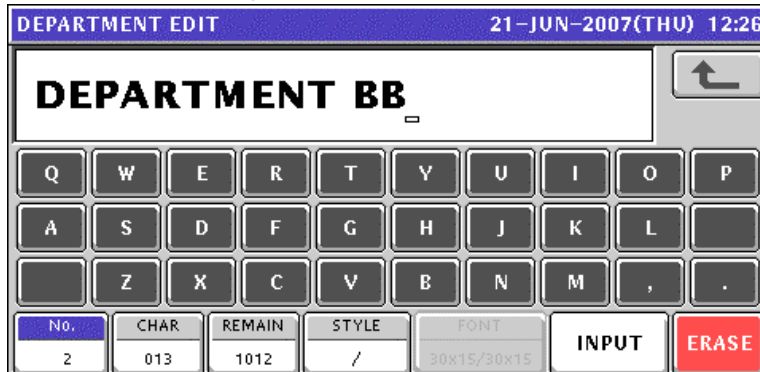 DEPARTMENT EDIT 21-JUN-2007(THU) 12:26
DEPARTMENT BB_
Q W E R T Y U I O P
A S D F G H J K L
Z X C V B N M , .
No. CHAR REMAIN STYLE FONT INPUT ERASE
2 013 1012 / 30x15/30x15